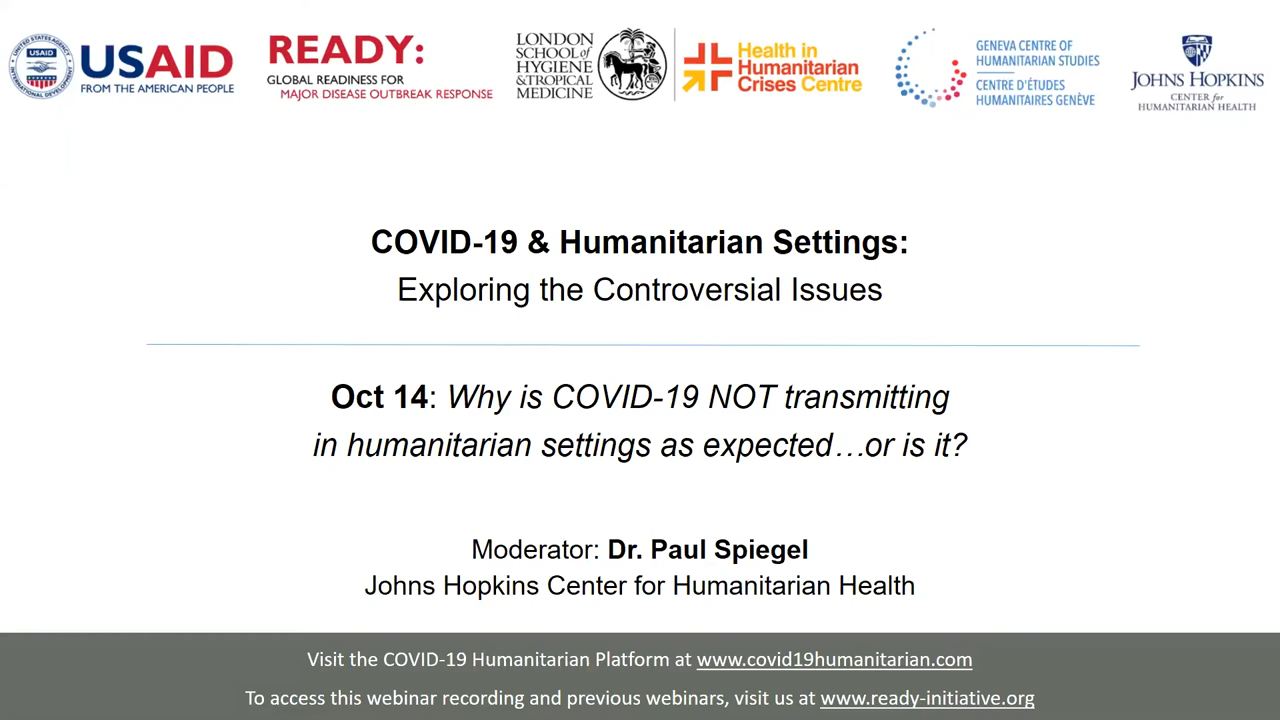 USAID
FROM THE AMERICAN PEOPLE
READY:
GLOBAL READINESS FOR
MAJOR DISEASE OUTBREAK RESPONSE
LONDON
SCHOOL of
HYGIENE
& TROPICAL
MEDICINE
Health in
Humanitarian
Crises Centre
GENEVA CENTRE OF
HUMANITARIAN STUDIES
CENTRE D'ÉTUDES
HUMANITAIRES GENÈVE
JOHNS HOPKINS
CENTER for
HUMANITARIAN HEALTH
COVID-19 & Humanitarian Settings:
Exploring the Controversial Issues
Oct 14: Why is COVID-19 NOT transmitting
in humanitarian settings as expected…or is it?
Moderator: Dr. Paul Spiegel
Johns Hopkins Center for Humanitarian Health
Visit the COVID-19 Humanitarian Platform at www.covid19humanitarian.com
To access this webinar recording and previous webinars, visit us at www.ready-initiative.org